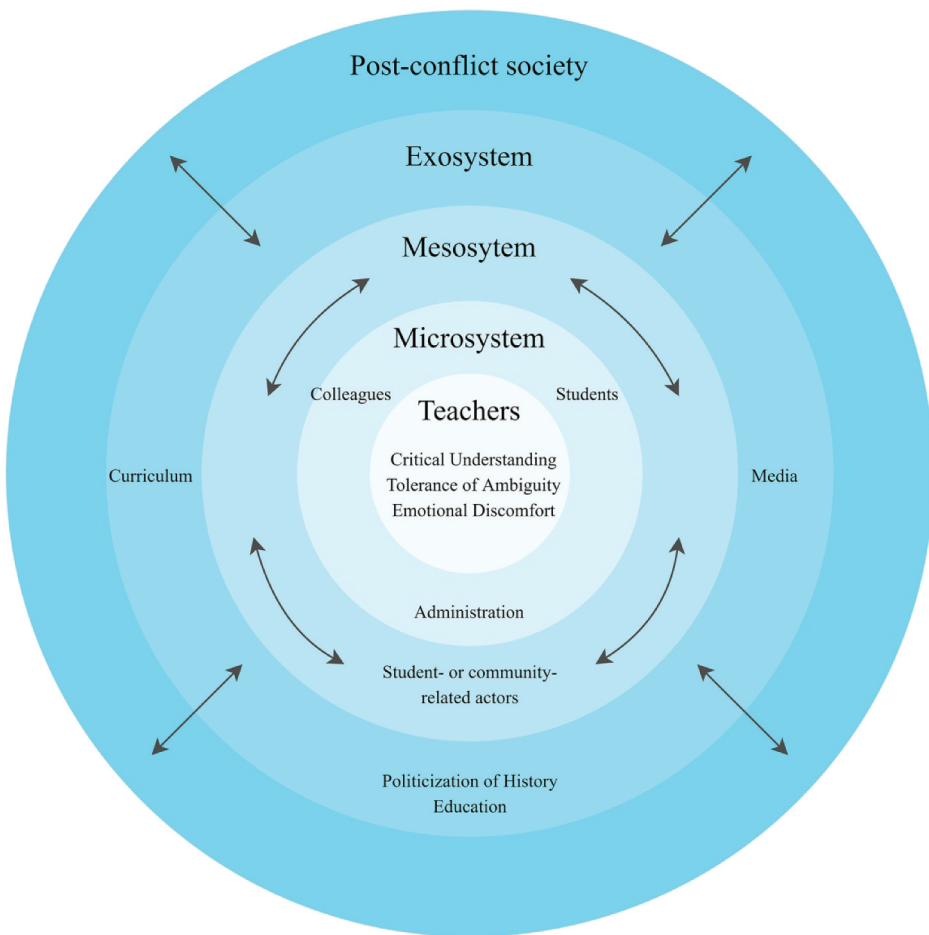 Post-conflict society
Exosystem
Mesosytem
Microsystem
Colleagues
Students
Teachers
Critical Understanding
Tolerance of Ambiguity
Emotional Discomfort
Curriculum
Media
Administration
Student- or community-
related actors
Politicization of History
Education